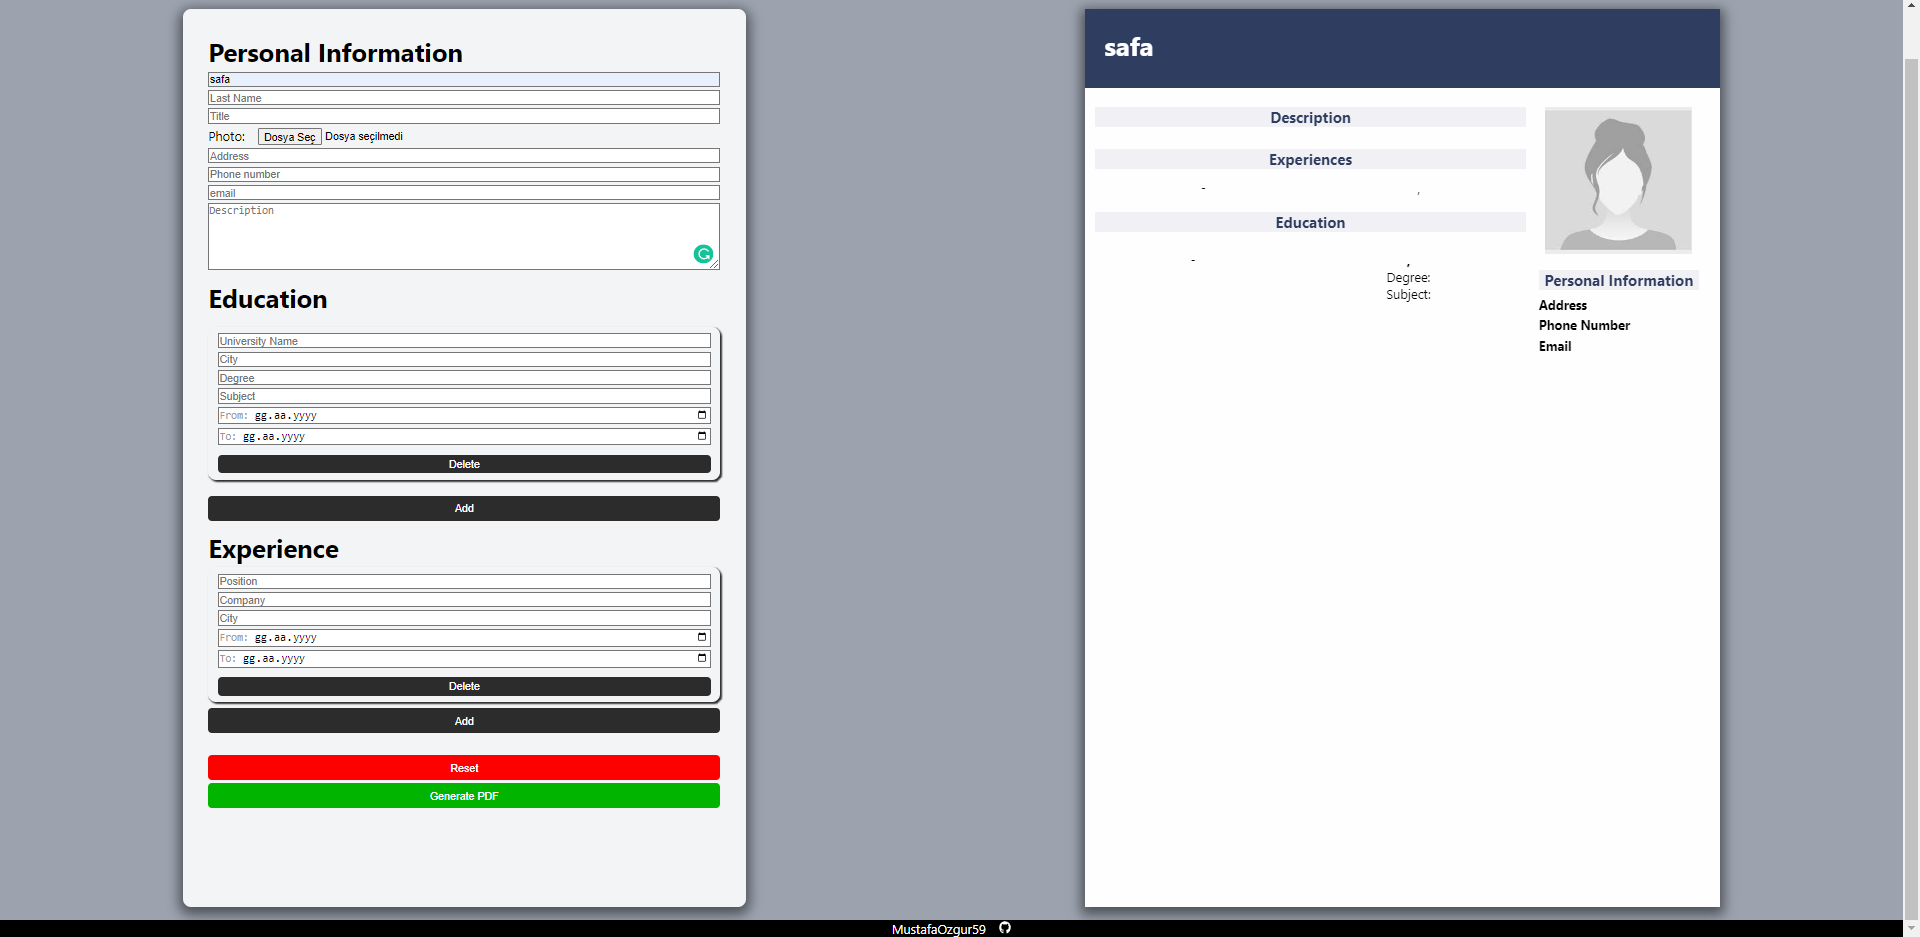 Personal Information
safa
Last Name
Title
Photo: Dosya Seç Dosya seçilmedi
Address
Phone number
email
Description
Education
University Name
City
Degree
Subject
From: gg.aa.yyyy
To: gg.aa.yyyy
Delete
Add
Experience
Position
Company
City
From: gg.aa.yyyy
To: gg.aa.yyyy
Delete
Add
Reset
Generate PDF
safa
Description
Experiences
- ,
Education
- ,
Degree:
Subject:
Personal Information
Address
Phone Number
Email
MustafaOzgur59